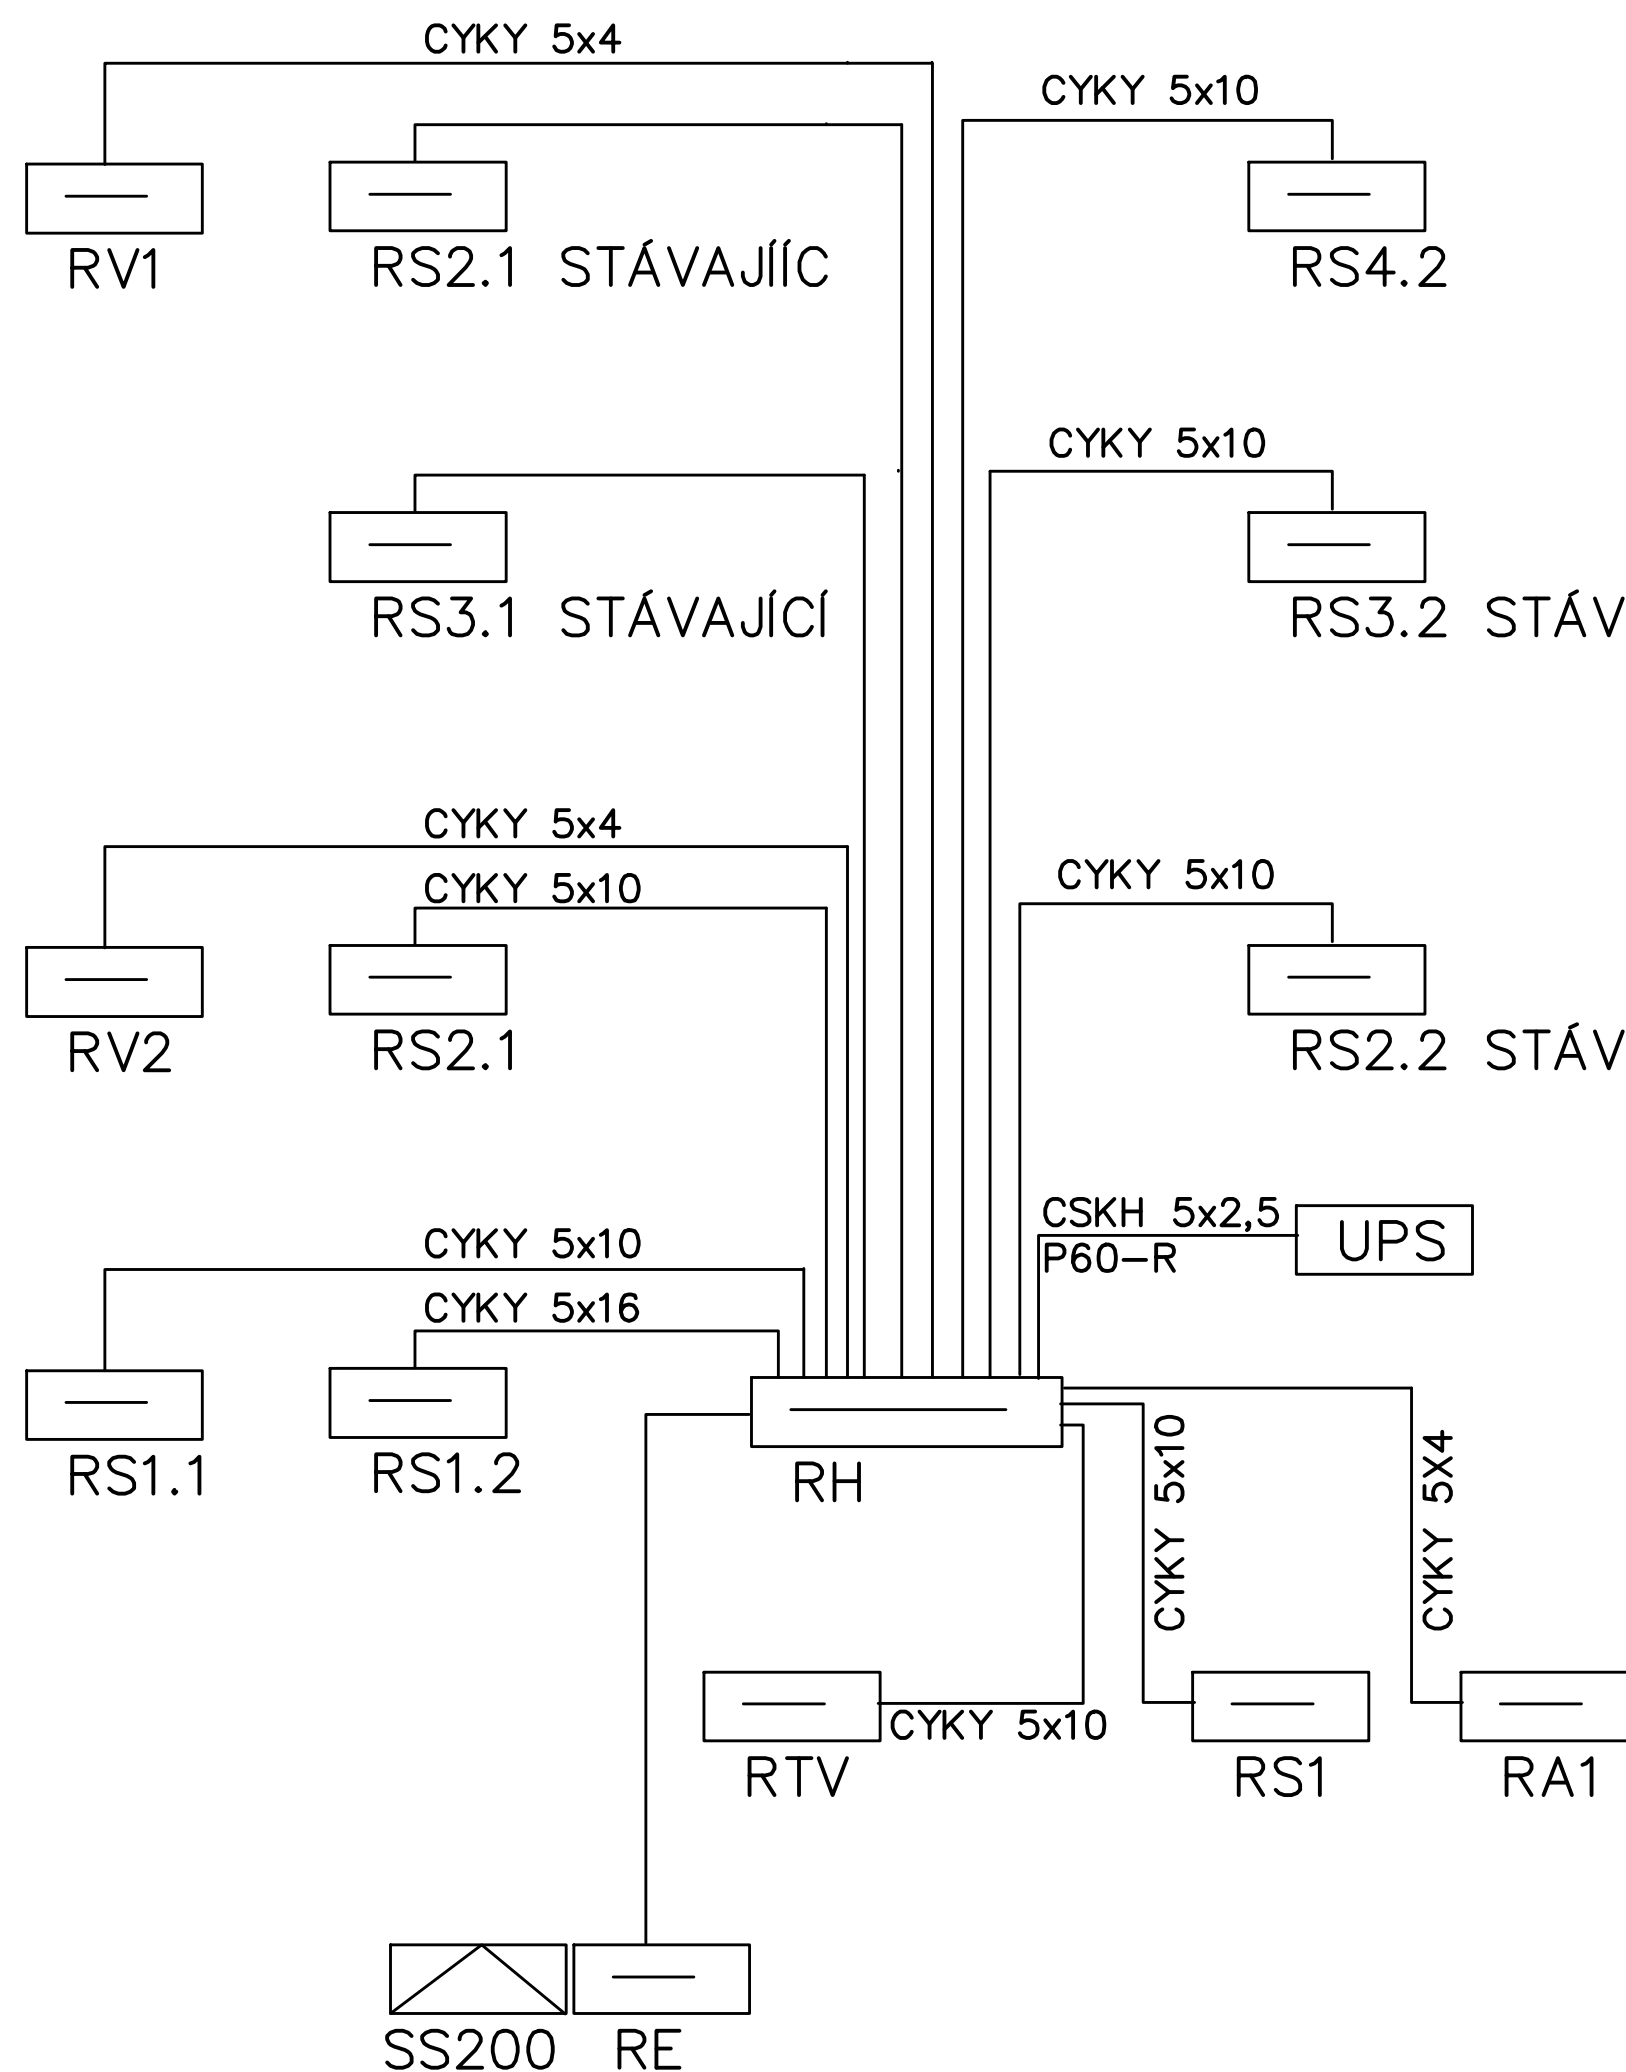 CYKY 5x4
CYKY 5x10
RV1
RS2.1 STÁVAJÍÍC
RS4.2
CYKY 5x10
RS3.1 STÁVAJÍCÍ
RS3.2 STÁV
CYKY 5x4
CYKY 5x10
CYKY 5x10
RV2
RS2.1
RS2.2 STÁV
CSKH 5x2,5
P60-R
UPS
CYKY 5x10
CYKY 5x16
RS1.1
RS1.2
RH
CYKY 5x10
CYKY 5X4
CYKY 5x10
RTV
RS1
RA1
SS200
RE